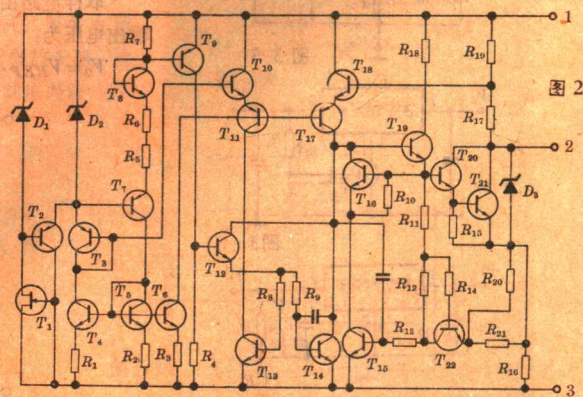 1
R₇
T₉
T₁₀
T₁₈
R₁₈
R₁₉
T₈
图 2
D₁
D₂
R₆
T₁₁
T₁₇
R₁₇
R₅
T₁₉
2
T₂₀
T₇
T₁₆
R₁₀
T₂₁
D₃
T₂
T₃
R₁₁
R₁₅
T₁₂
R₂₀
T₁
R₈
R₉
R₁₂
R₁₄
T₄
T₅
T₆
R₁₃
R₂₁
R₁
R₂
R₃
R₄
T₁₃
T₁₄
T₁₅
T₂₂
R₁₆
3